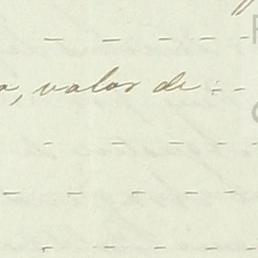 , valor de :